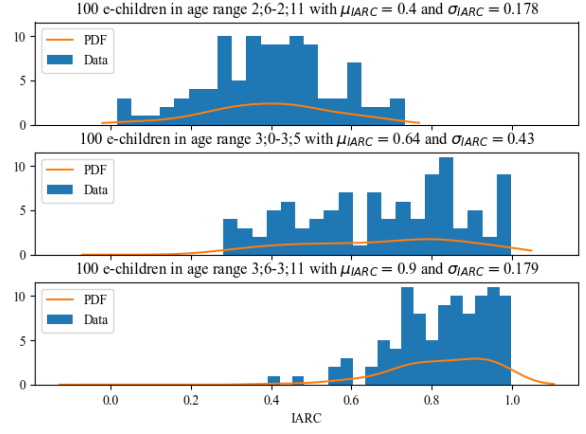 100 e-children in age range 2;6-2;11 with μIARC = 0.4 and σIARC = 0.178
10
5
0
PDF
Data
100 e-children in age range 3;0-3;5 with μIARC = 0.64 and σIARC = 0.43
10
5
0
PDF
Data
100 e-children in age range 3;6-3;11 with μIARC = 0.9 and σIARC = 0.179
10
5
0
PDF
Data
0.0 0.2 0.4 0.6 0.8 1.0
IARC